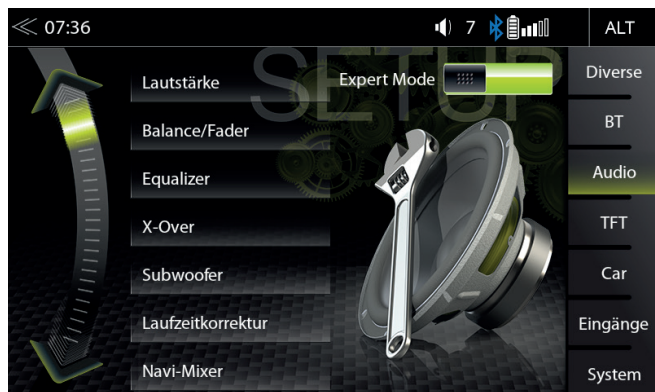 07:36
7
ALT
SETUP
Expert Mode
Lautstärke
Balance/Fader
Equalizer
X-Over
Subwoofer
Laufzeitkorrektur
Navi-Mixer
Diverse
BT
Audio
TFT
Car
Eingänge
System